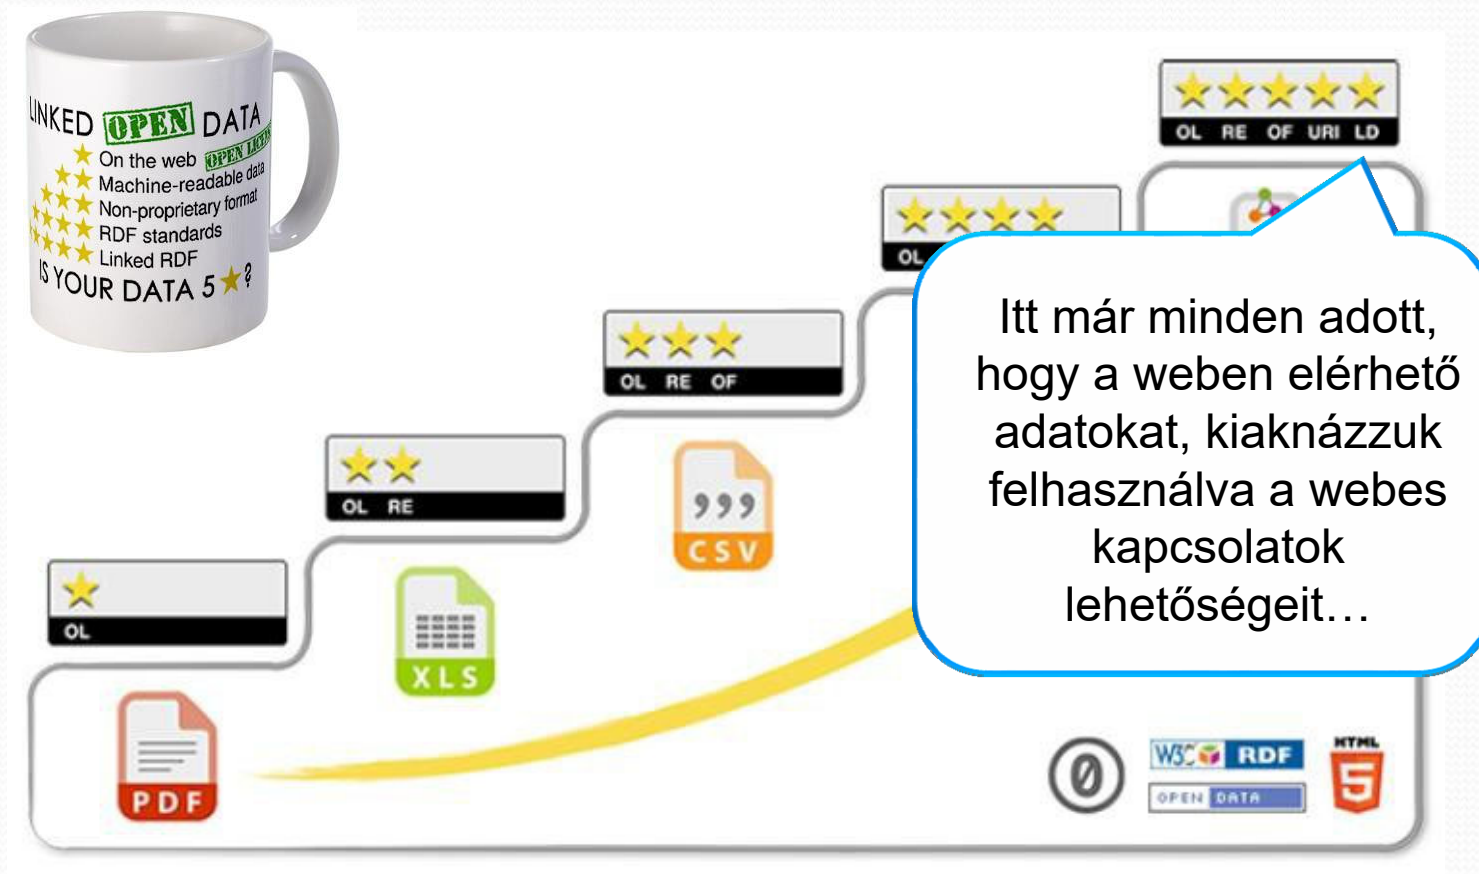 LINKED OPEN DATA
On the web OPEN
Machine-readable data
Non-proprietary format
RDF standards
Linked RDF
IS YOUR DATA 5 ?
OL RE OF URI LD
OL
OL RE OF
OL RE
OL
Itt már minden adott,
hogy a weben elérhető
adatokat, kiaknázzuk
felhasználva a webes
kapcsolatok
lehetőségeit…
,,,
CSV
XLS
PDF
0
W3C RDF
OPEN DATA
HTML
5